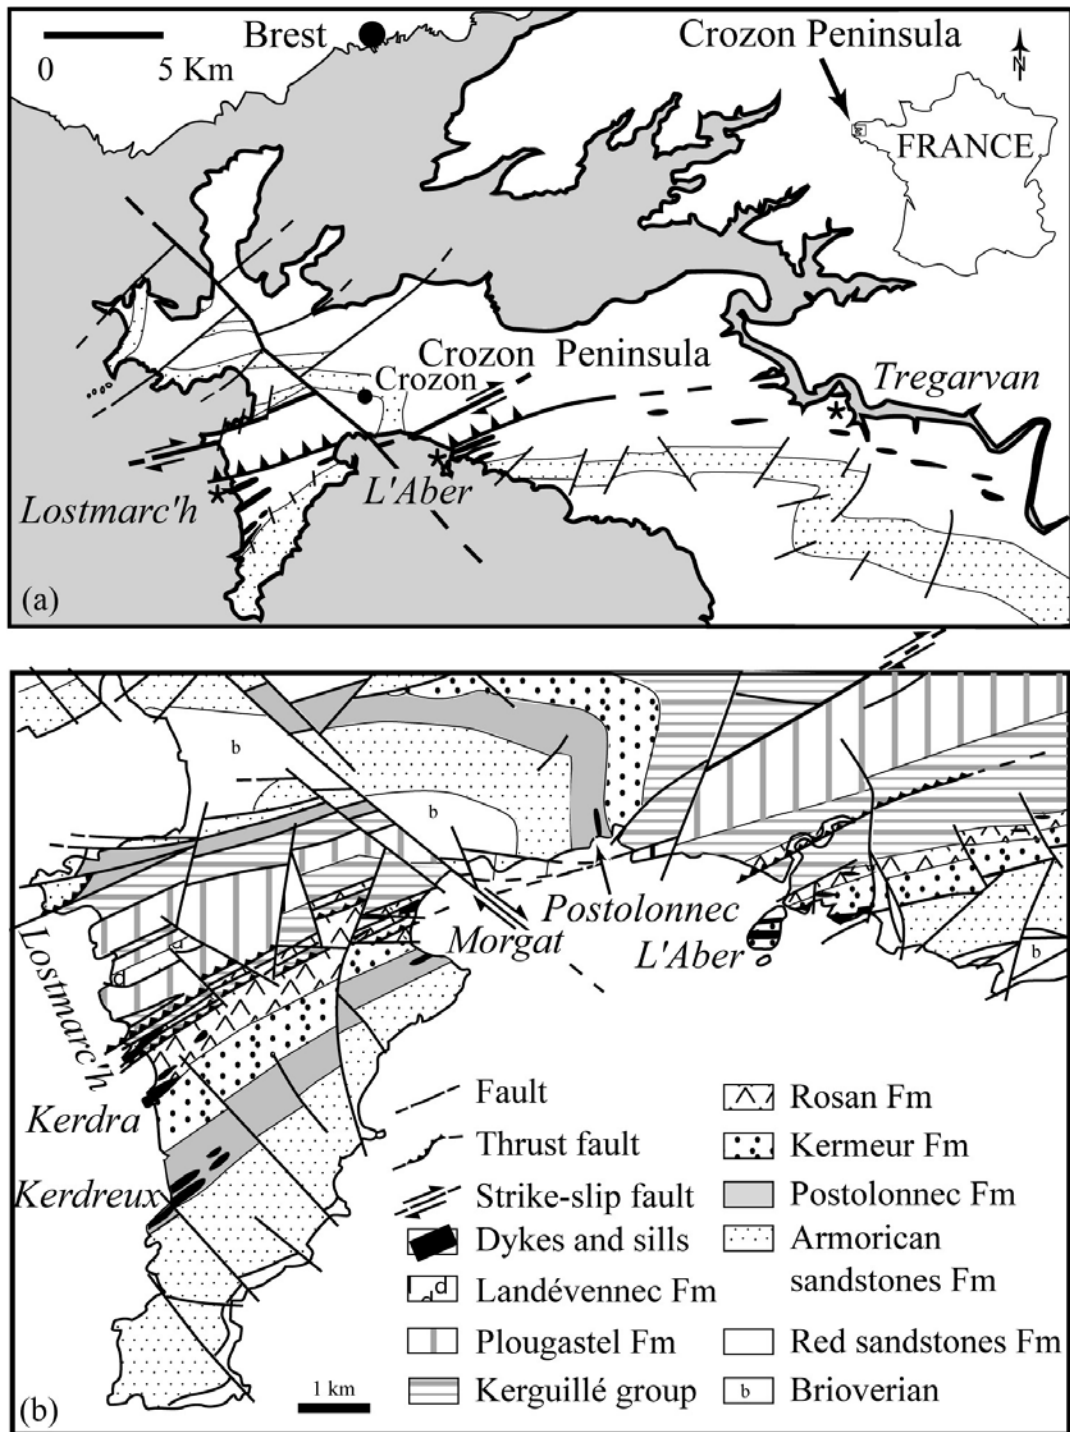 Brest
Crozon Peninsula
0 5 Km
N
FRANCE
Crozon Peninsula
Crozon
Tregarvan
L'Aber
Lostmarc'h
(a)
b
b
Postolonnec
Morgat
L'Aber
b
d
d
Lostmarc'h
Kerdra
Kerdreux
Fault
Thrust fault
Strike-slip fault
Dykes and sills
d
d
Landévennec Fm
Plougastel Fm
Kerguillé group
Rosan Fm
Kermeur Fm
Postolonnec Fm
Armorican
sandstones Fm
Red sandstones Fm
b Brioverian
1 km
(b)